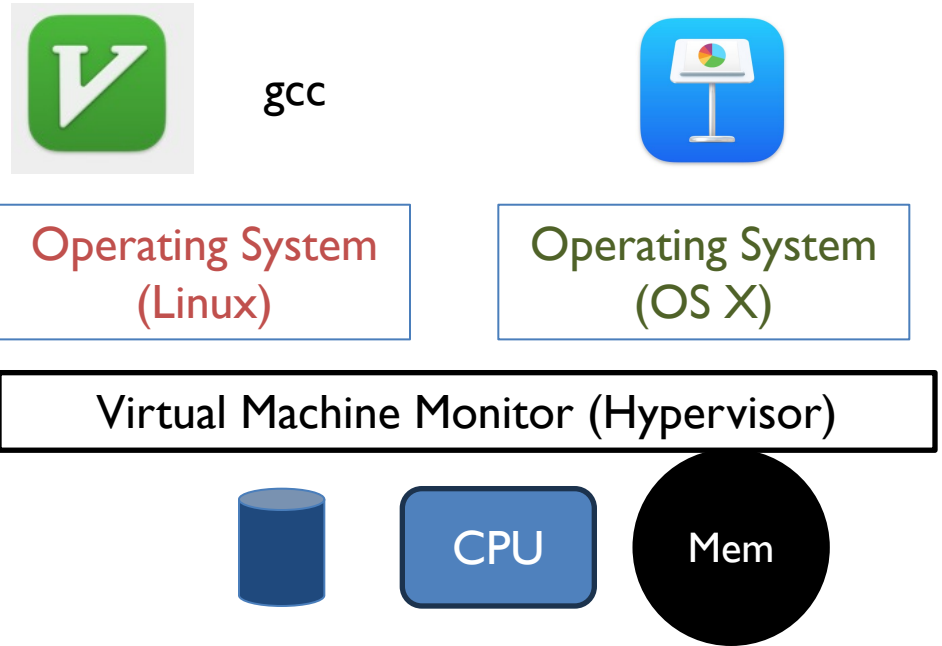 V
gcc
Operating System
(Linux)
Operating System
(OS X)
Virtual Machine Monitor (Hypervisor)
CPU
Mem